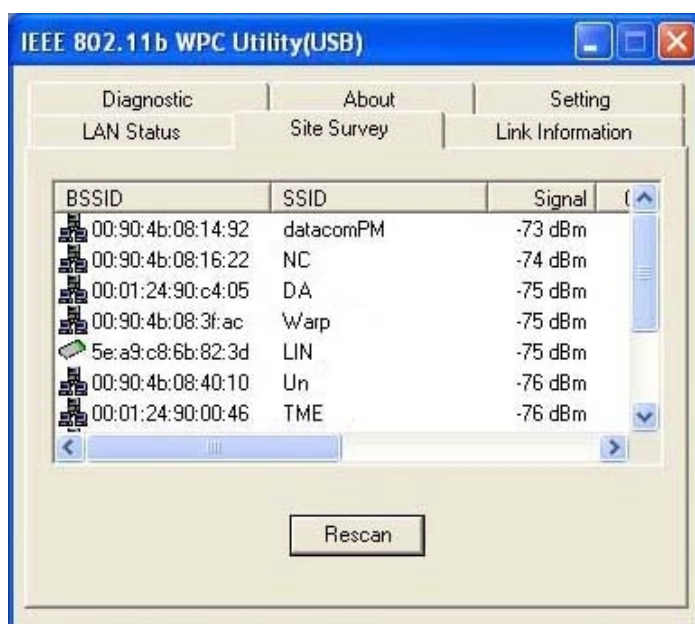 IEEE 802.11b WPC Utility(USB)
Diagnostic About Setting
LAN Status Site Survey Link Information
BSSID SSID Signal
00:90:4b:08:14:92 datacomPM -73 dBm
00:90:4b:08:16:22 NC -74 dBm
00:01:24:90:c4:05 DA -75 dBm
00:90:4b:08:3f:ac Warp -75 dBm
5e:a9:c8:6b:82:3d LIN -75 dBm
00:90:4b:08:40:10 Un -76 dBm
00:01:24:90:00:46 TME -76 dBm
Rescan